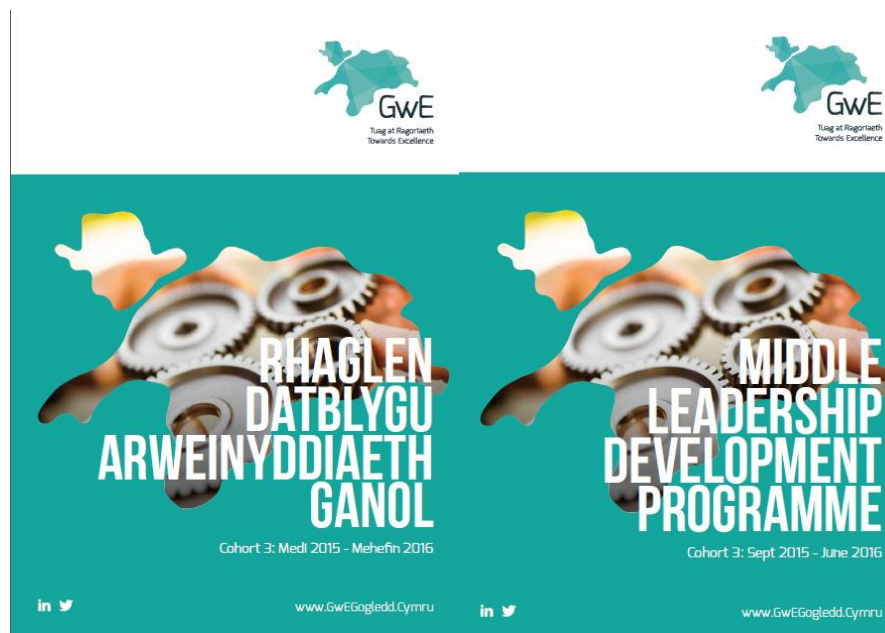 GwE
Tuag at Ragoriaeth
Towards Excellence
RHAGLEN
DATBLYGU
ARWEINYDDIAETH
GANOL
Cohort 3: Medi 2015 - Mehefin 2016
in
www.GwEGogledd.Cymru
GwE
Tuag at Ragoriaeth
Towards Excellence
MIDDLE
LEADERSHIP
DEVELOPMENT
PROGRAMME
Cohort 3: Sept 2015 - June 2016
in
www.GwEGogledd.Cymru